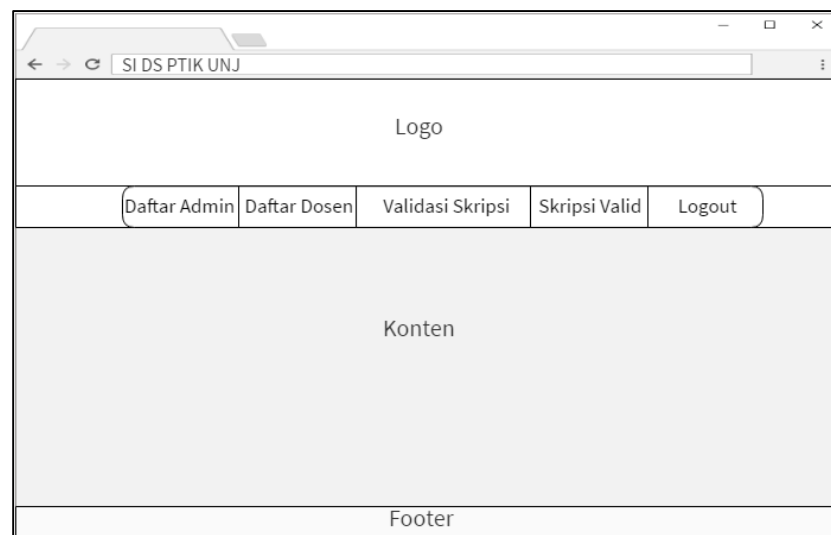 SI DS PTIK UNJ
Logo
Daftar Admin Daftar Dosen Validasi Skripsi Skripsi Valid Logout
Konten
Footer